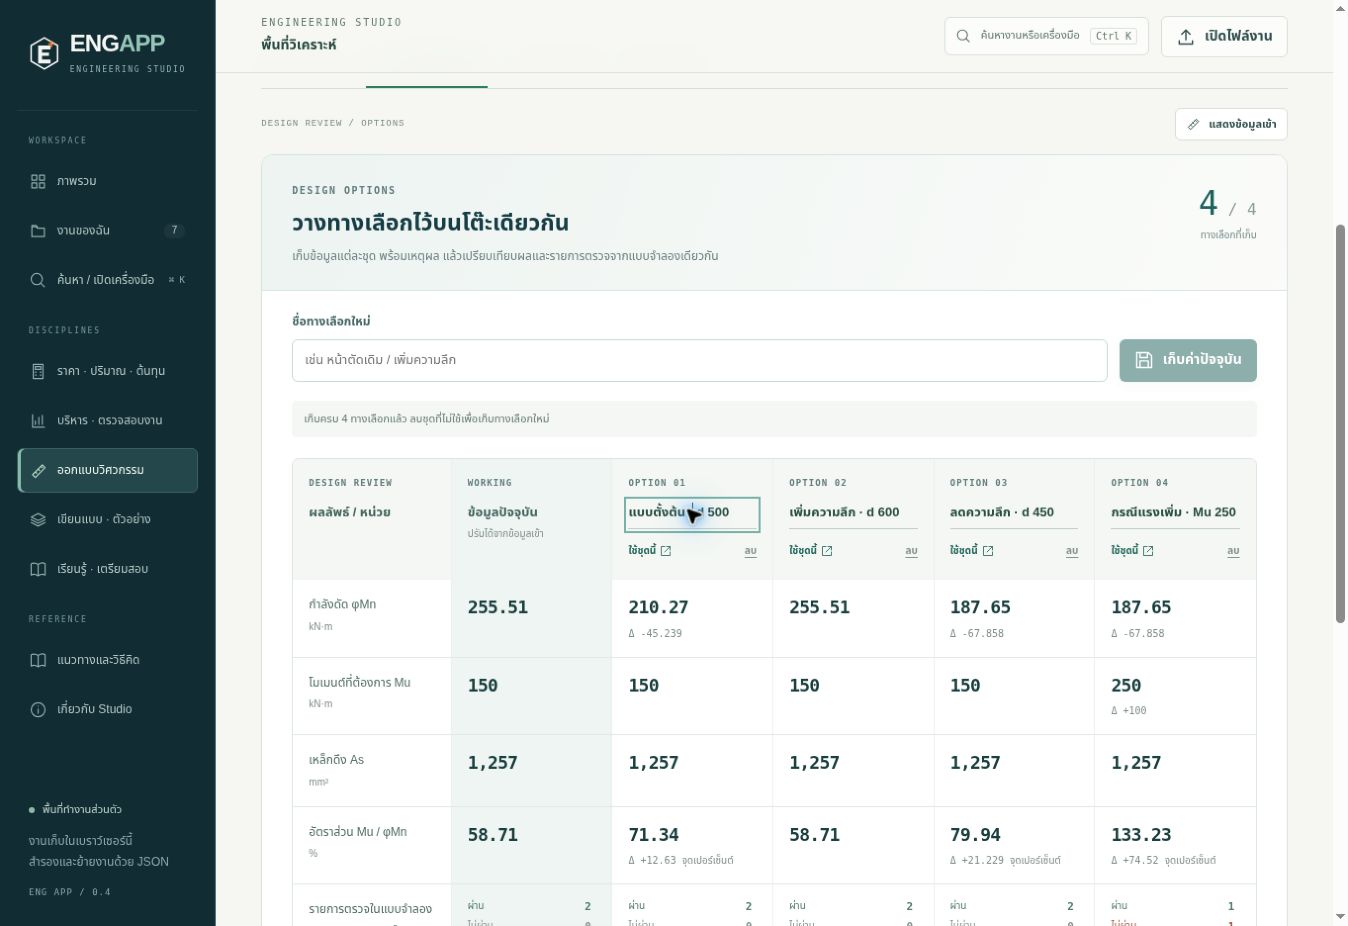 ENGAPP
ENGINEERING STUDIO
WORKSPACE
ภาพรวม
งานของฉัน 7
ค้นหา / เปิดเครื่องมือ ⌘ K
DISCIPLINES
ราคา · ปริมาณ · ต้นทุน
บริหาร · ตรวจสอบงาน
ออกแบบวิศวกรรม
เขียนแบบ · ตัวอย่าง
เรียนรู้ · เตรียมสอบ
REFERENCE
แนวทางและวิธีคิด
เกี่ยวกับ Studio
พื้นที่ทำงานส่วนตัว
งานเก็บในเบราว์เซอร์นี้
สำรองและย้ายงานด้วย JSON
ENG APP / 0.4
ENGINEERING STUDIO
พื้นที่วิเคราะห์
ค้นหางานหรือเครื่องมือ Ctrl K
เปิดไฟล์งาน
DESIGN REVIEW / OPTIONS
แสดงข้อมูลเข้า
DESIGN OPTIONS
วางทางเลือกไว้บนโต๊ะเดียวกัน
เก็บข้อมูลแต่ละชุด พร้อมเหตุผล แล้วเปรียบเทียบผลและรายการตรวจจากแบบจำลองเดียวกัน
4 / 4
ทางเลือกที่เก็บ
ชื่อทางเลือกใหม่
เช่น หน้าตัดเดิม / เพิ่มความลึก
เก็บค่าปัจจุบัน
เก็บครบ 4 ทางเลือกแล้ว ลบชุดที่ไม่ใช้เพื่อเก็บทางเลือกใหม่
DESIGN REVIEW WORKING OPTION 01 OPTION 02 OPTION 03 OPTION 04
ผลลัพธ์ / หน่วย ข้อมูลปัจจุบัน แบบตั้งต้น 500 เพิ่มความลึก · d 600 ลดความลึก · d 450 กรณีแรงเพิ่ม · Mu 250
ปรับได้จากข้อมูลเข้า
ใช้ชุดนี้ ลบ ใช้ชุดนี้ ลบ ใช้ชุดนี้ ลบ ใช้ชุดนี้ ลบ
กำลังดัด φMn 255.51 210.27 255.51 187.65 187.65
kN·m Δ -45.239 Δ -67.858 Δ -67.858
โมเมนต์ที่ต้องการ Mu 150 150 150 150 250
kN·m Δ +100
เหล็กดึง As 1,257 1,257 1,257 1,257 1,257
mm²
อัตราส่วน Mu / φMn 58.71 71.34 58.71 79.94 133.23
% Δ +12.63 จุดเปอร์เซ็นต์ Δ +21.229 จุดเปอร์เซ็นต์ Δ +74.52 จุดเปอร์เซ็นต์
รายการตรวจในแบบจำลอง ผ่าน 2 ผ่าน 2 ผ่าน 2 ผ่าน 2 ผ่าน 1